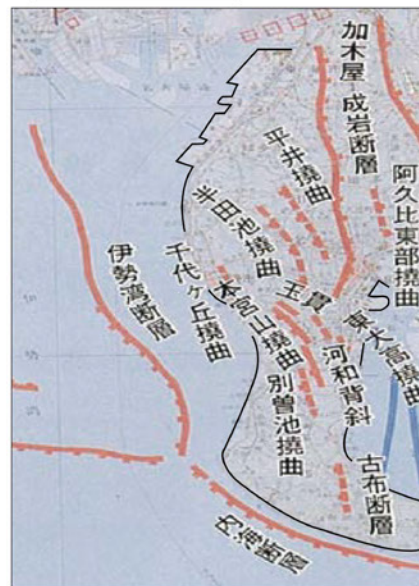 加木屋-成岩断層
平井撓曲
半田池撓曲
阿久比東部撓曲
伊勢湾断層
千代ヶ丘撓曲
本宮山撓曲
玉貫
東大高撓曲
河和背斜
別曽池撓曲
古布断層
内海断層